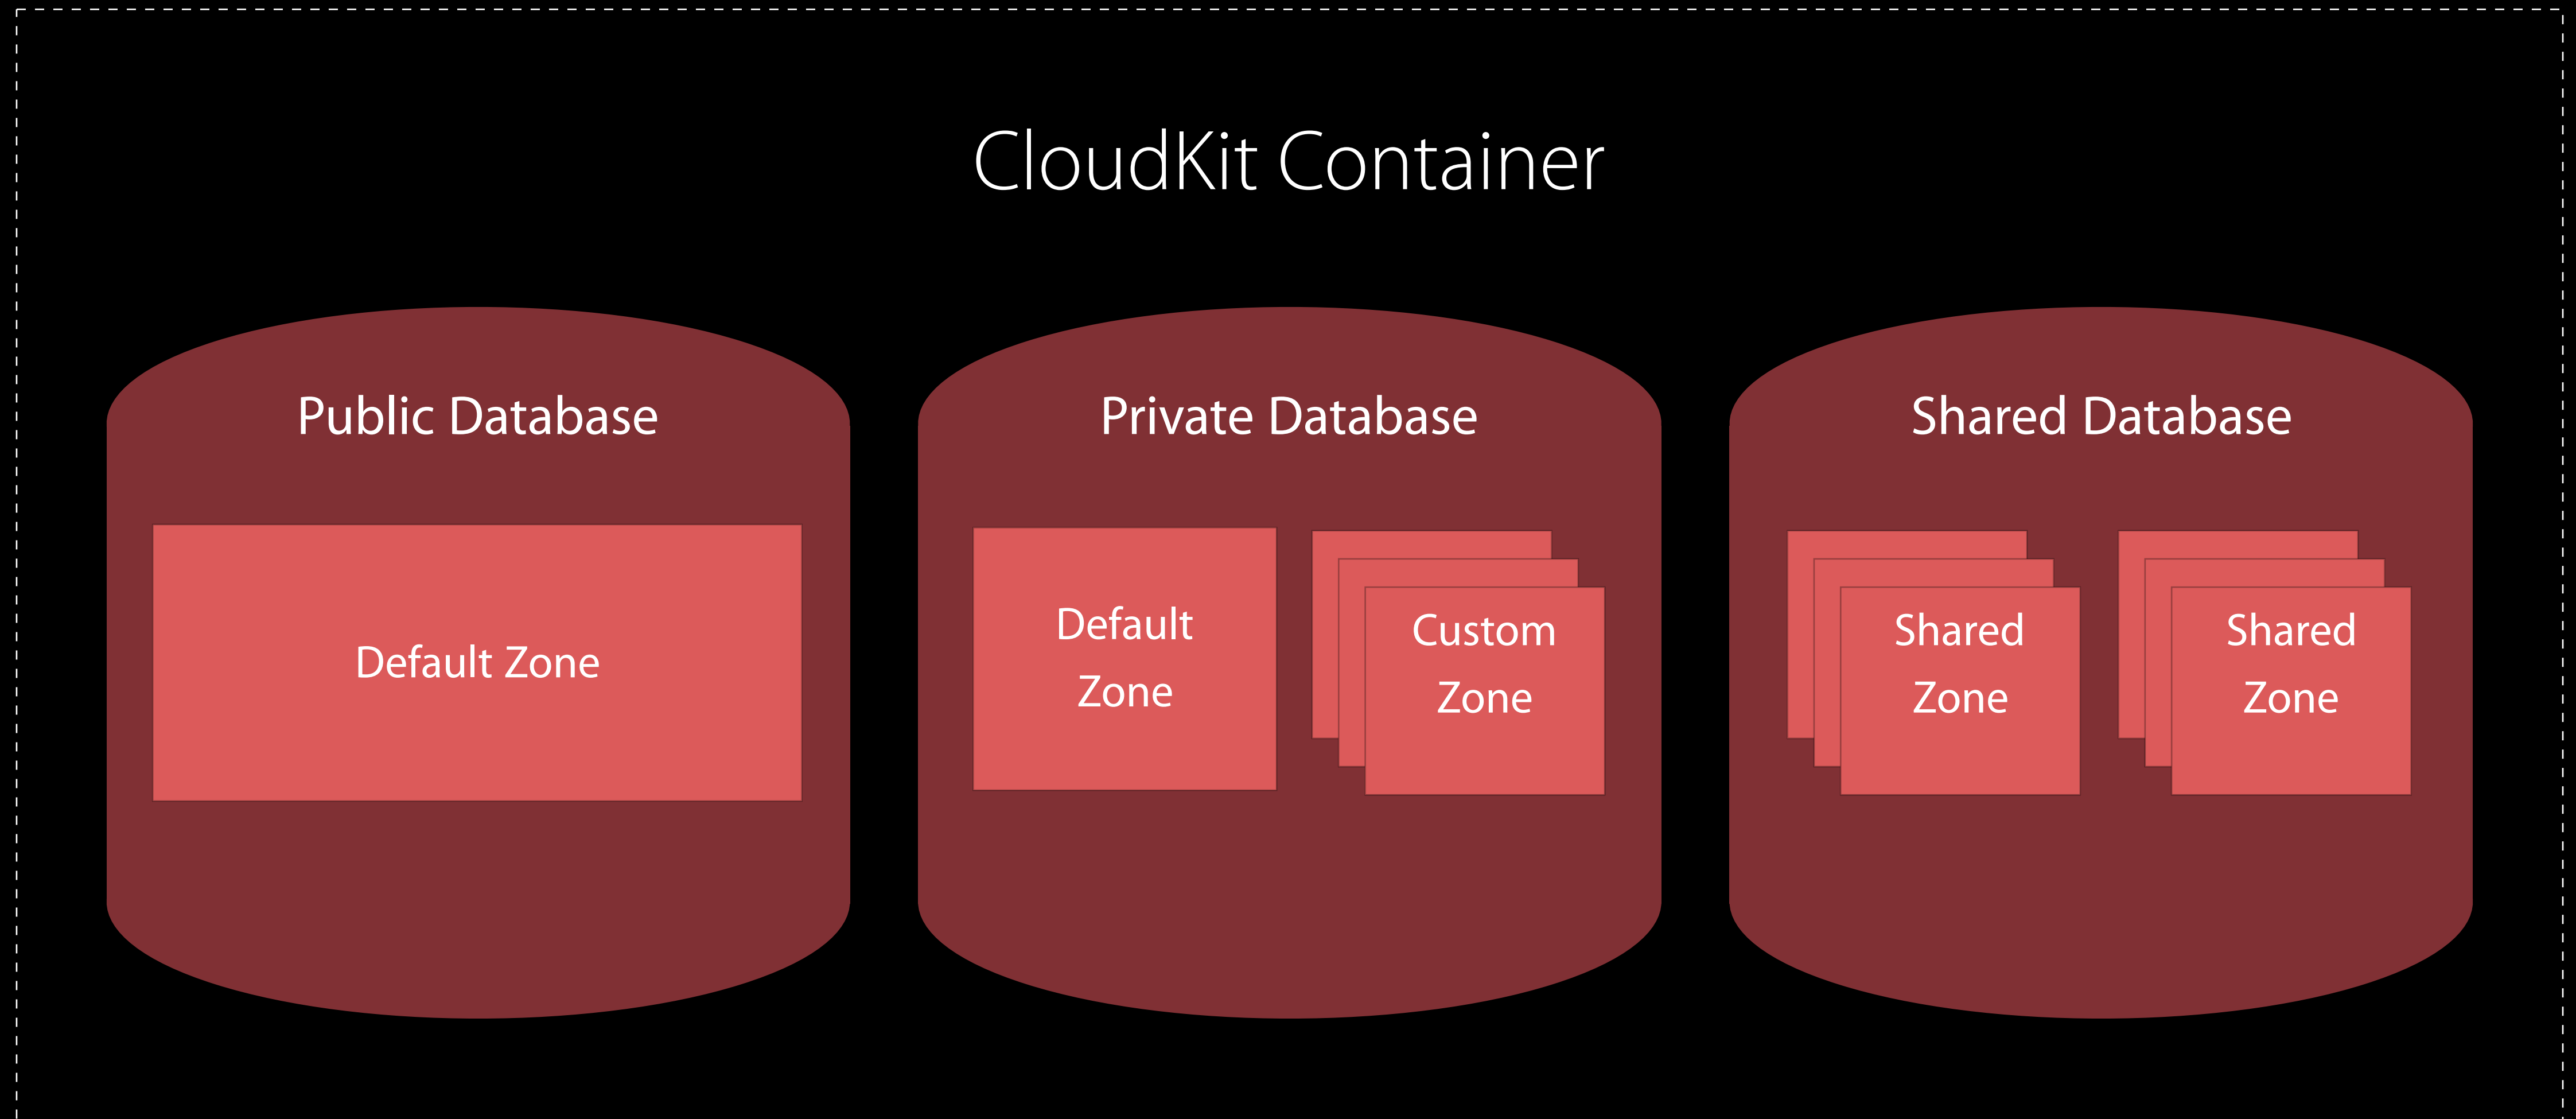 CloudKit Container
Public Database
Default Zone
Private Database
Default
Zone
Custom
Zone
Shared Database
Shared
Zone
Shared
Zone